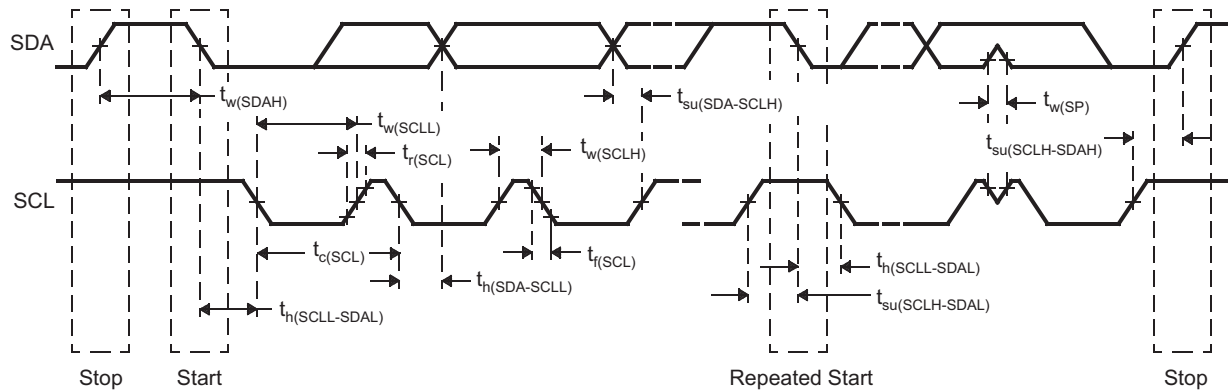 SDA
t_w(SDAH)
t_w(SCLL)
t_r(SCL)
t_w(SCLH)
t_su(SDA-SCLH)
t_w(SP)
t_su(SCLH-SDAH)
SCL
t_c(SCL)
t_f(SCL)
t_h(SCLL-SDAL)
t_h(SDA-SCLL)
t_su(SCLH-SDAL)
t_h(SCLL-SDAL)
Stop
Start
Repeated Start
Stop